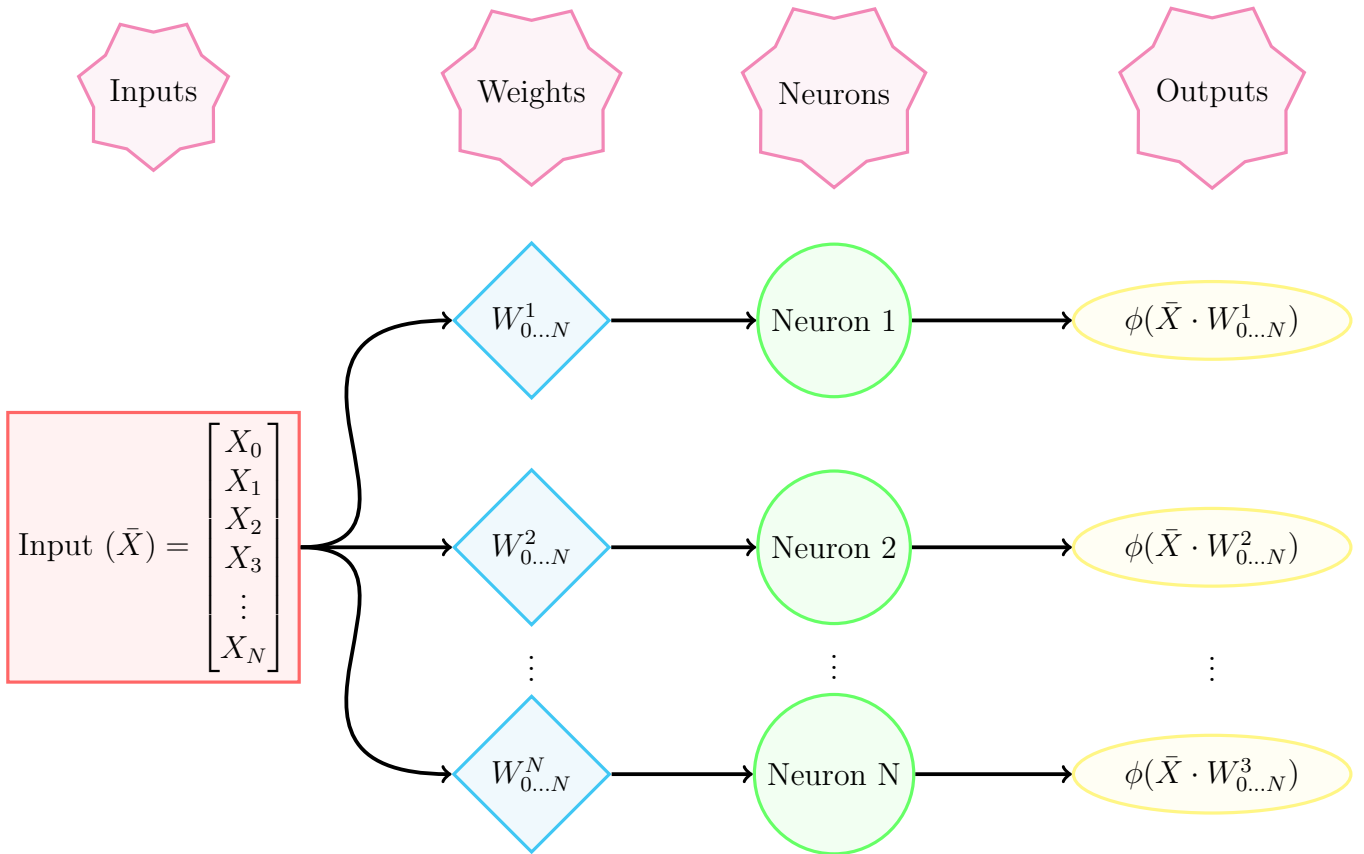 Inputs
Weights
Neurons
Outputs
W^1_{0...N}
Neuron 1
ϕ(X̄ · W^1_{0...N})
Input (X̄) =
X_0
X_1
X_2
X_3
⋮
X_N
W^2_{0...N}
Neuron 2
ϕ(X̄ · W^2_{0...N})
⋮
⋮
⋮
W^N_{0...N}
Neuron N
ϕ(X̄ · W^3_{0...N})